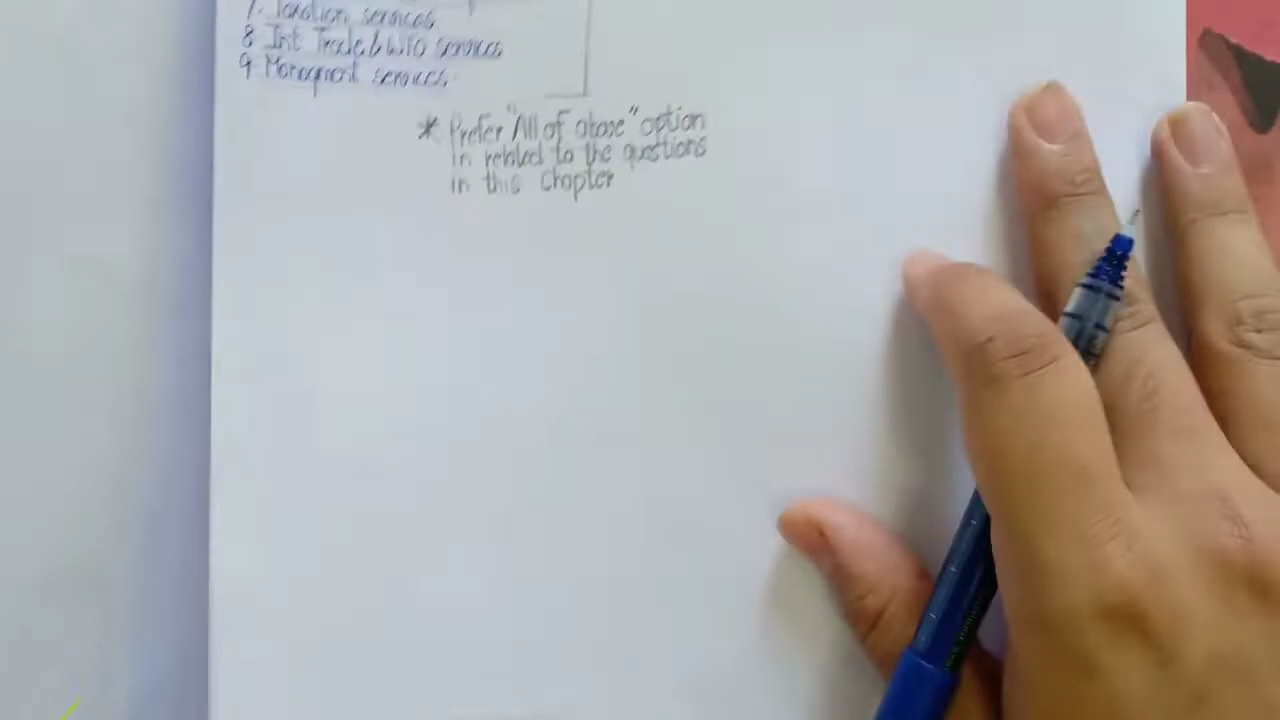 7. Taxation services
8 Int Trade & WTO services
9. Managment services.
* Prefer "All of above" option
in related to the questions
in this chapter